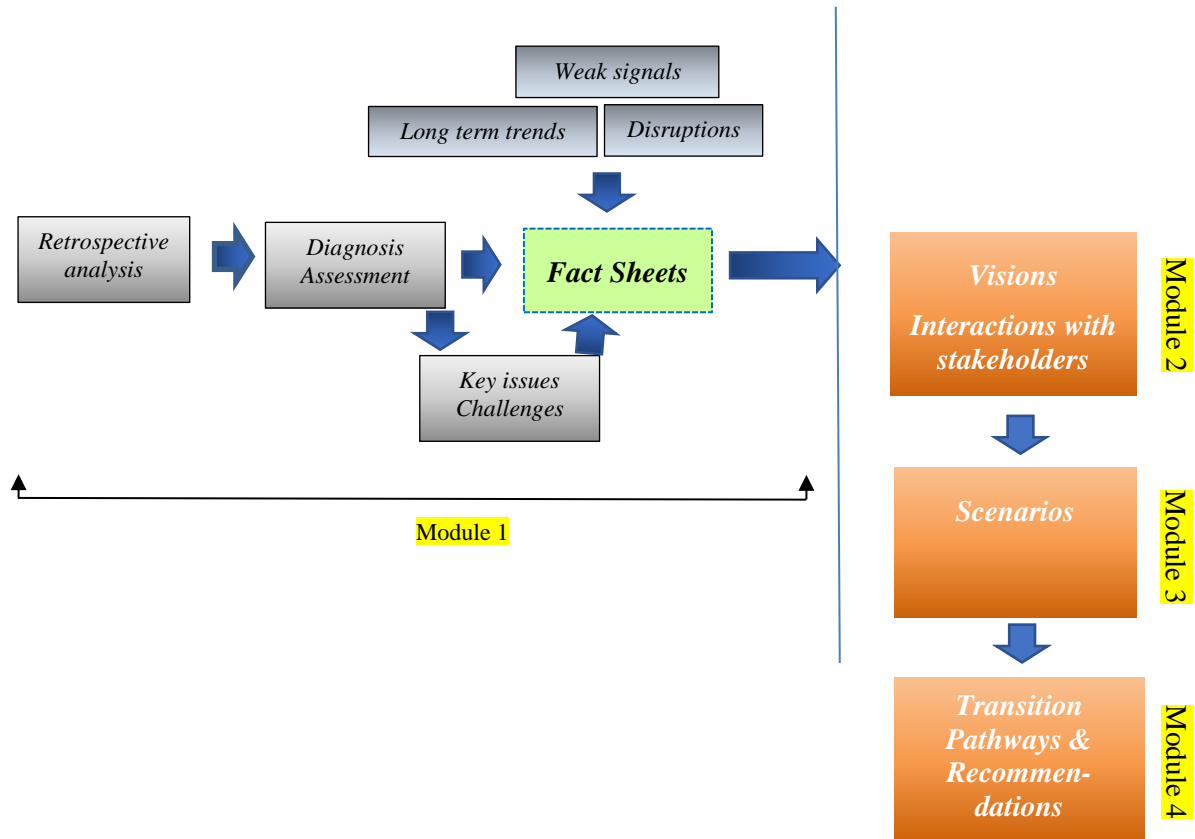 Weak signals
Long term trends
Disruptions
Retrospective
analysis
Diagnosis
Assessment
Fact Sheets
Key issues
Challenges
Module 1
Visions
Interactions with
stakeholders
Module 2
Scenarios
Module 3
Transition
Pathways &
Recommen-
dations
Module 4